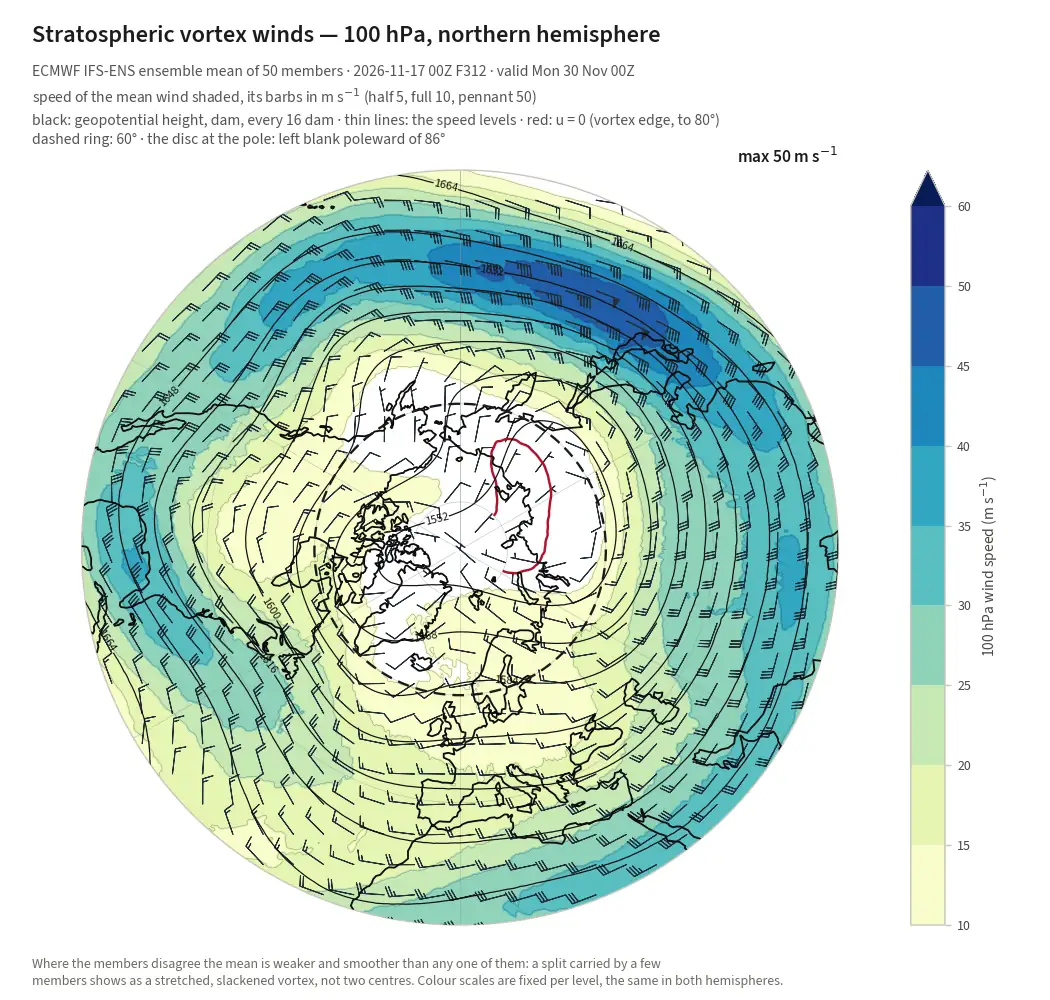 Stratospheric vortex winds — 100 hPa, northern hemisphere
ECMWF IFS-ENS ensemble mean of 50 members · 2026-11-17 00Z F312 · valid Mon 30 Nov 00Z
speed of the mean wind shaded, its barbs in m s⁻¹ (half 5, full 10, pennant 50)
black: geopotential height, dam, every 16 dam · thin lines: the speed levels · red: u = 0 (vortex edge, to 80°)
dashed ring: 60° · the disc at the pole: left blank poleward of 86°
max 50 m s⁻¹
1664
1664
1648
1552
1600
1664
60
50
45
40
35
30
25
20
15
10
100 hPa wind speed (m s⁻¹)
Where the members disagree the mean is weaker and smoother than any one of them: a split carried by a few
members shows as a stretched, slackened vortex, not two centres. Colour scales are fixed per level, the same in both hemispheres.